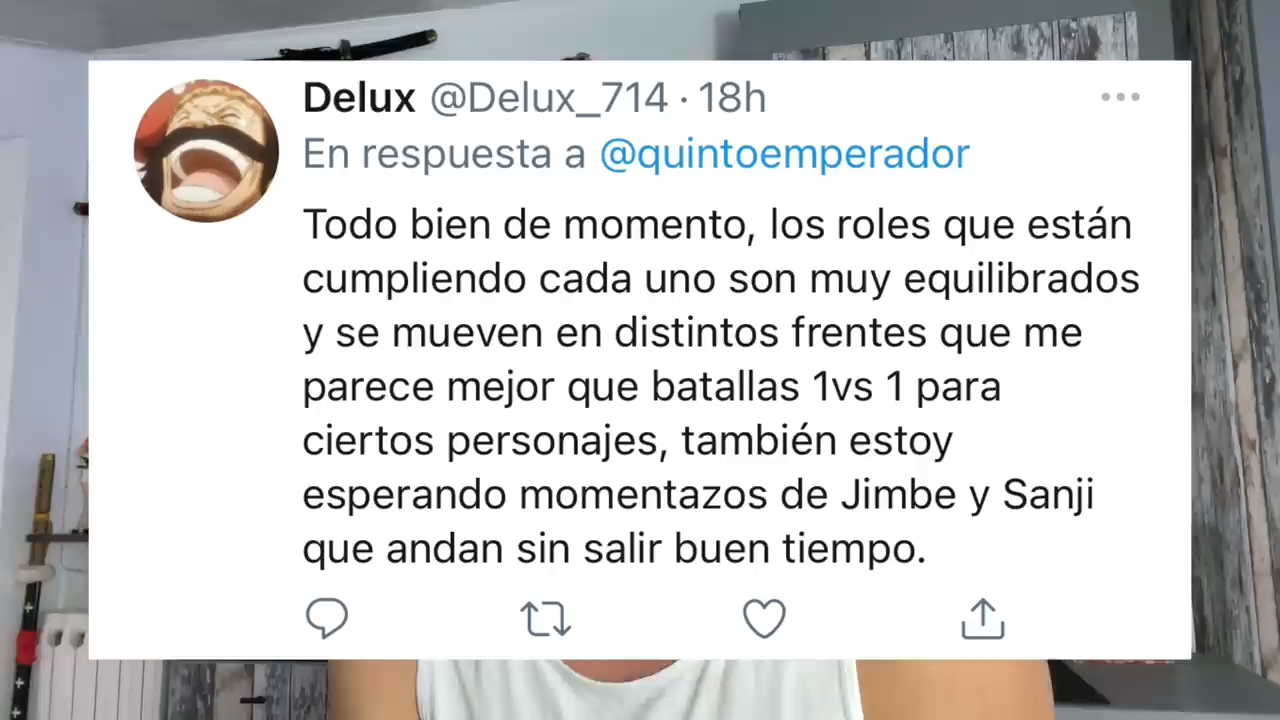 Delux @Delux_714 · 18h
En respuesta a @quintoemperador
Todo bien de momento, los roles que están
cumpliendo cada uno son muy equilibrados
y se mueven en distintos frentes que me
parece mejor que batallas 1vs 1 para
ciertos personajes, también estoy
esperando momentazos de Jimbe y Sanji
que andan sin salir buen tiempo.